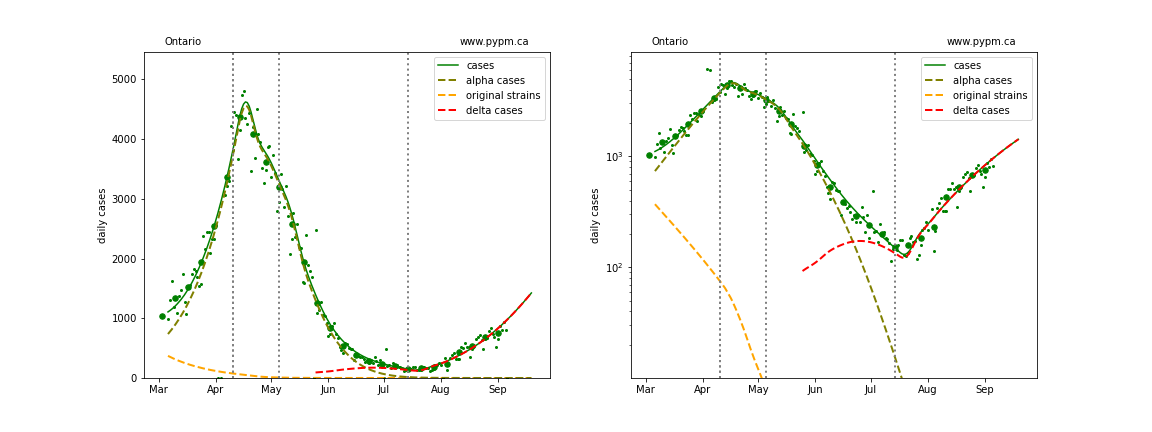 Ontario www.pypm.ca
cases
alpha cases
original strains
delta cases
daily cases
5000
4000
3000
2000
1000
0
Mar Apr May Jun Jul Aug Sep
Ontario www.pypm.ca
cases
alpha cases
original strains
delta cases
daily cases
10³
10²
Mar Apr May Jun Jul Aug Sep